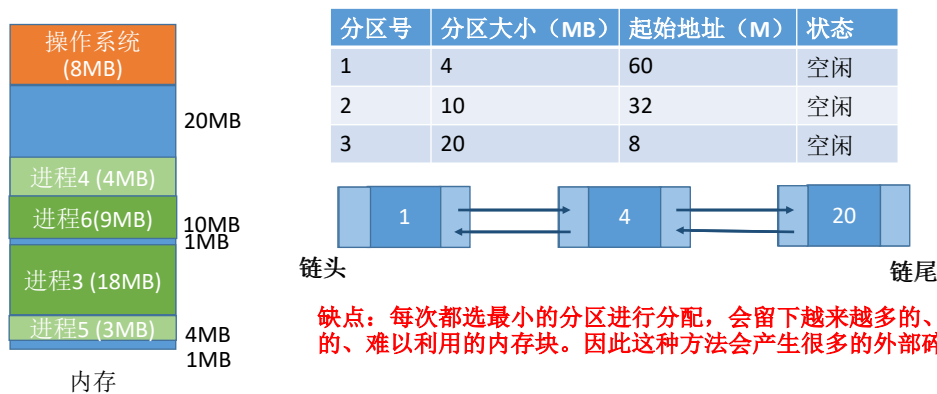 操作系统
(8MB)
20MB
进程4 (4MB)
进程6(9MB)
10MB
1MB
进程3 (18MB)
进程5 (3MB)
4MB
1MB
内存
分区号 分区大小（MB） 起始地址（M） 状态
1 4 60 空闲
2 10 32 空闲
3 20 8 空闲
1 4 20
链头 链尾
缺点：每次都选最小的分区进行分配，会留下越来越多的、
的、难以利用的内存块。因此这种方法会产生很多的外部碎